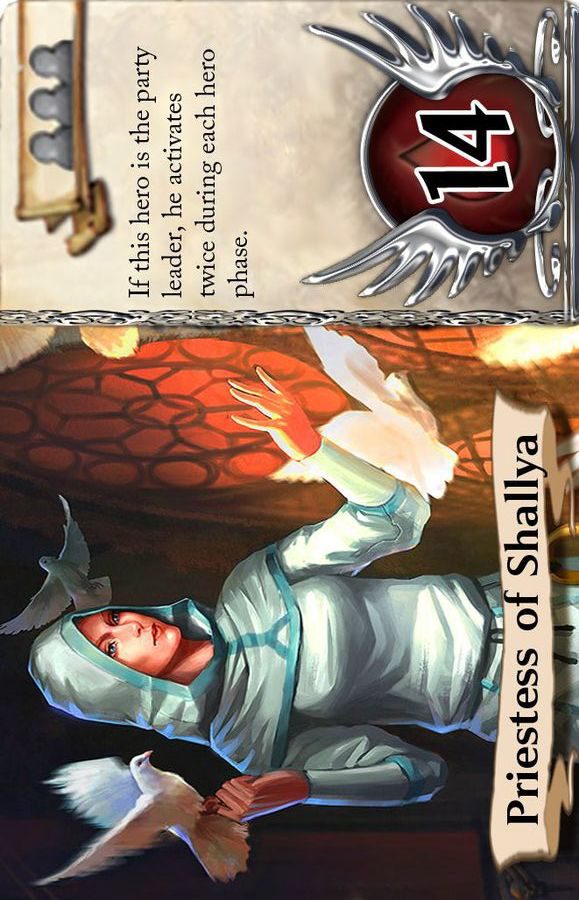 Priestess of Shallya
If this hero is the party
leader, he activates
twice during each hero
phase.
14